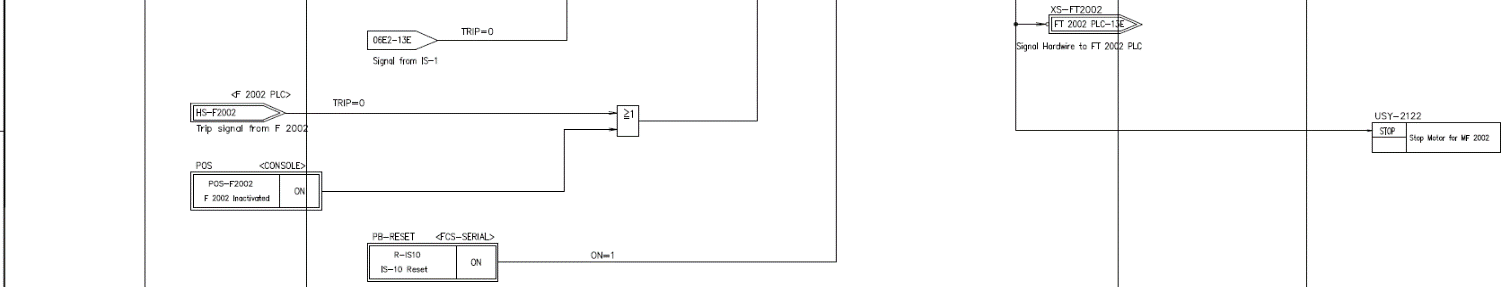 XS-FT2002
FT 2002 PLC-13E
Signal Hardwire to FT 2002 PLC
06E2-13E
TRIP=0
Signal from IS-1
<F 2002 PLC>
HS-F2002
TRIP=0
Trip signal from F 2002
≥1
USY-2122
STOP
Stop Motor for MF 2002
POS <CONSOLE>
POS-F2002
F 2002 Inactivated
ON
PB-RESET <FCS-SERIAL>
R-IS10
IS-10 Reset
ON
ON=1